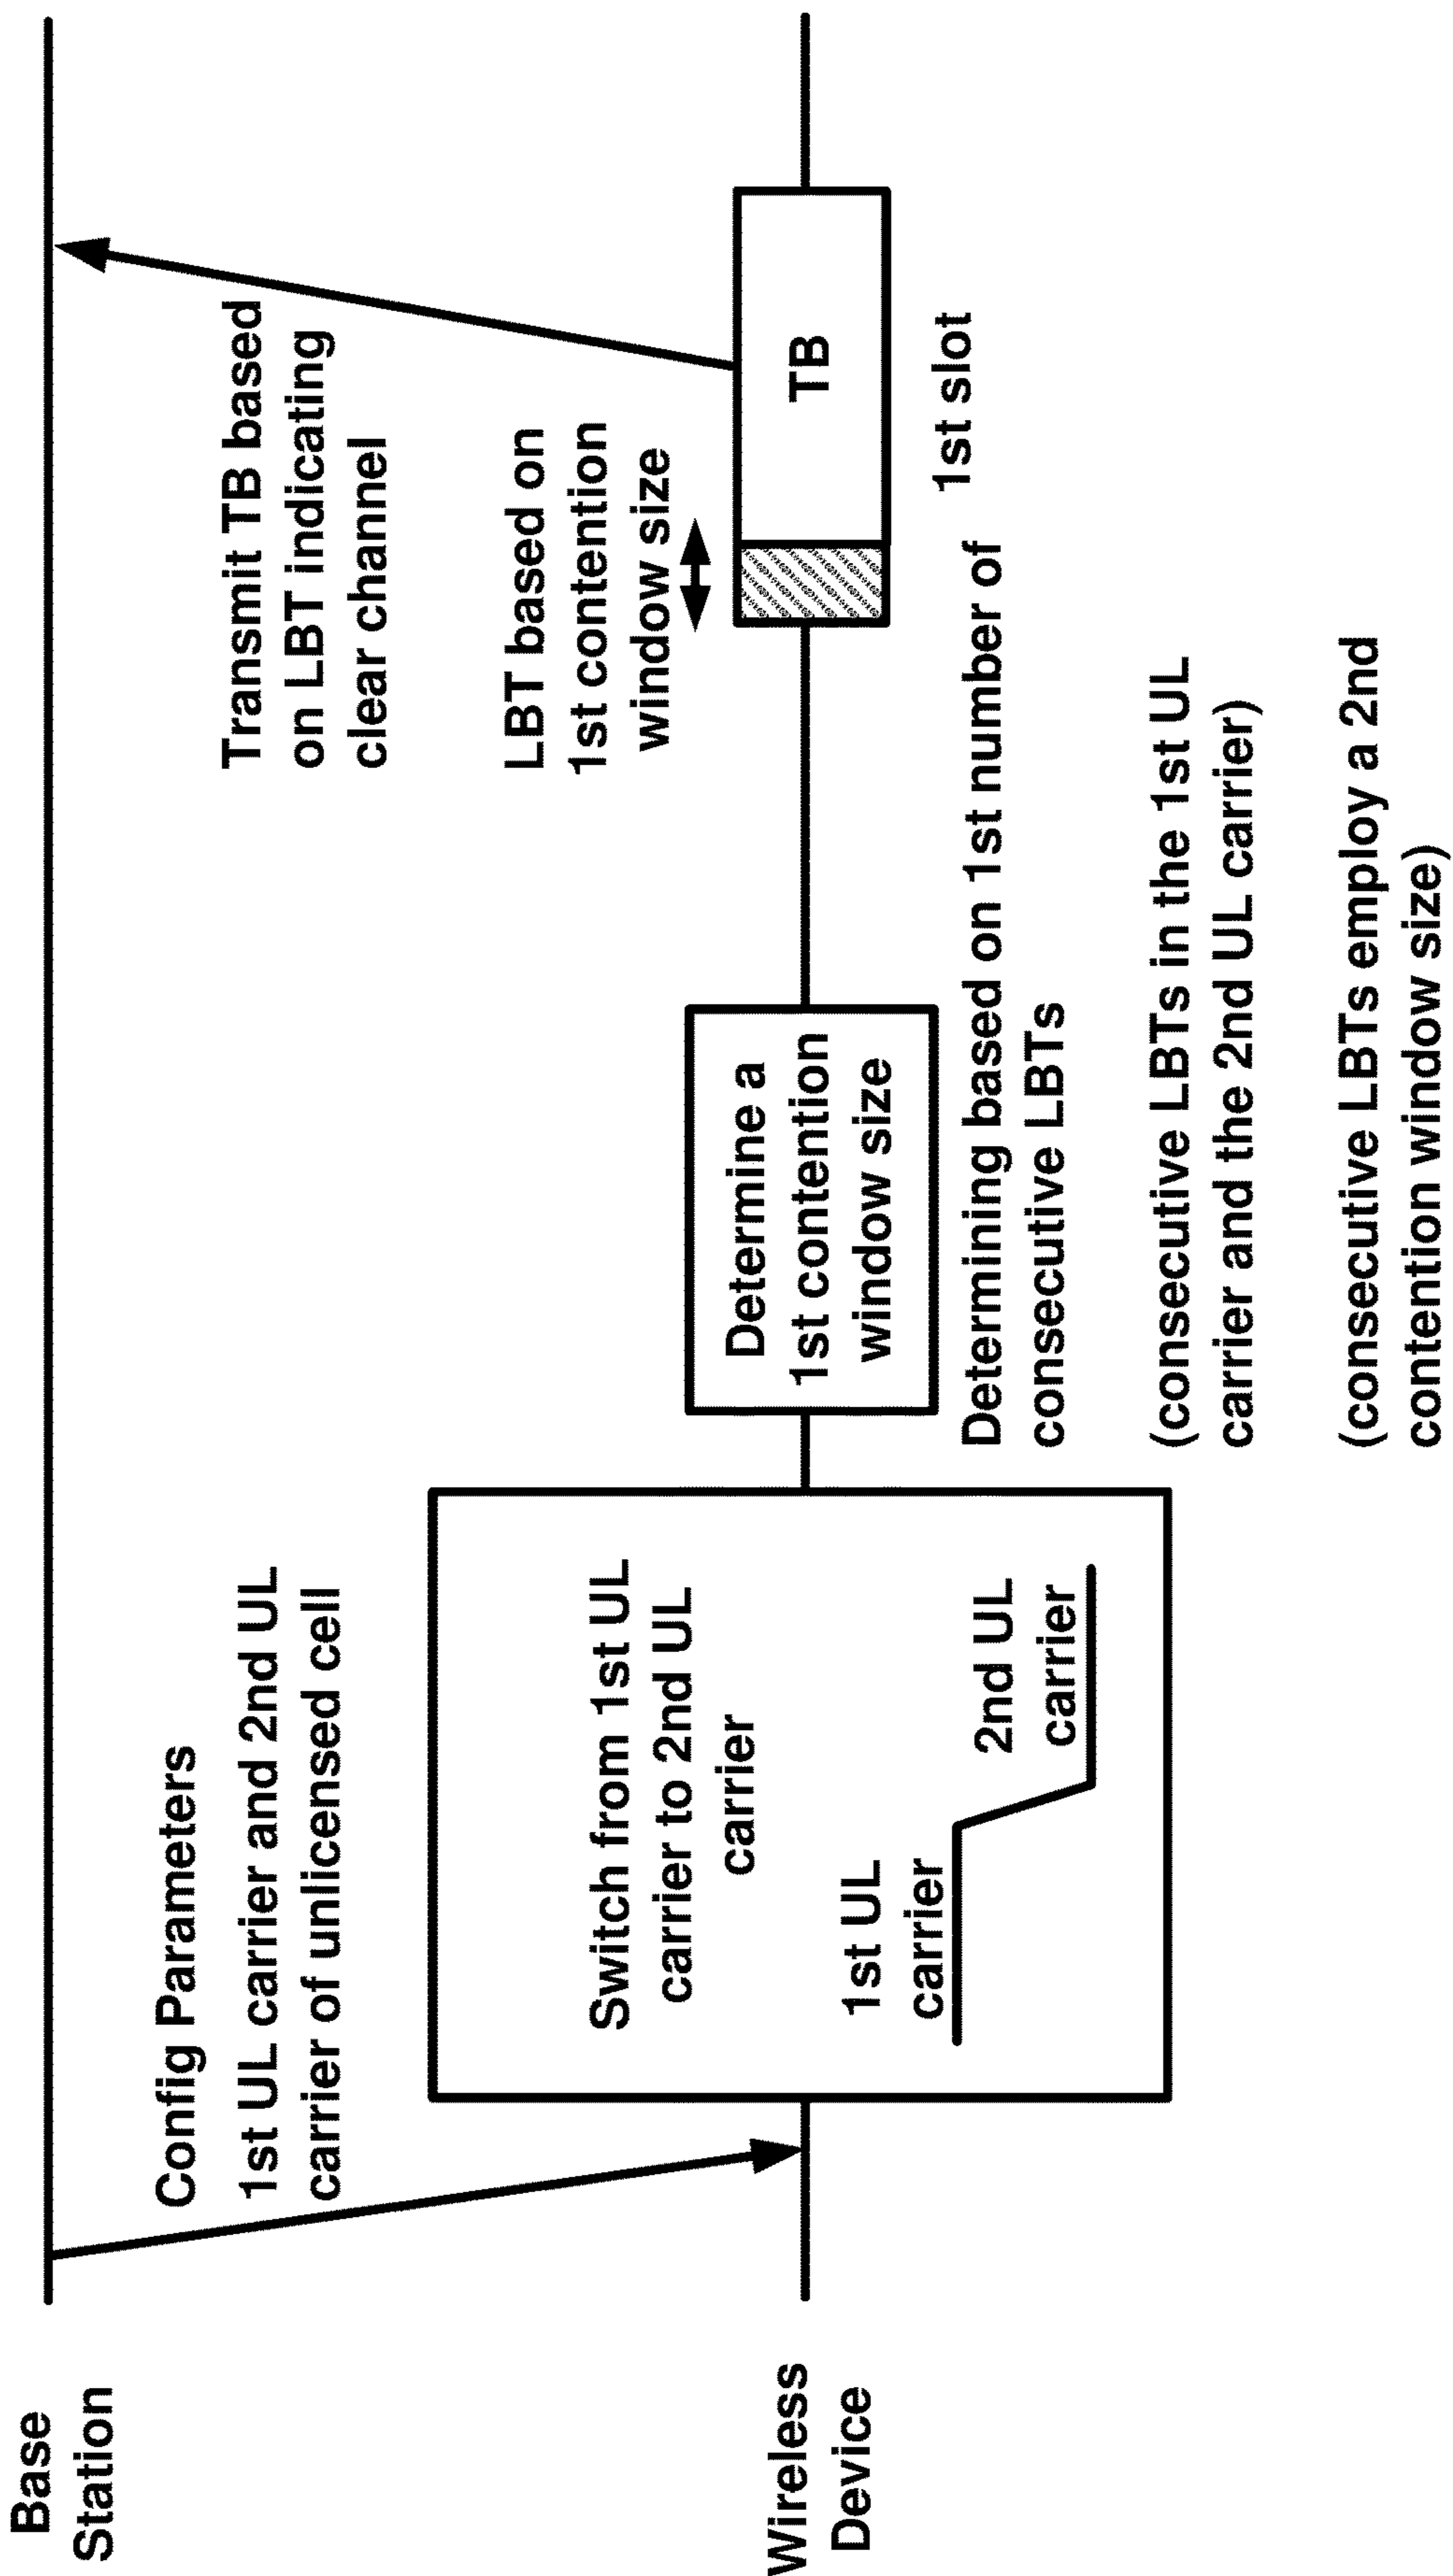 Base
Station
Config Parameters
1st UL carrier and 2nd UL
carrier of unlicensed cell
Transmit TB based
on LBT indicating
clear channel
LBT based on
1st contention
window size
Wireless
Device
Switch from 1st UL
carrier to 2nd UL
carrier
1st UL
carrier
2nd UL
carrier
Determine a
1st contention
window size
TB
1st slot
Determining based on 1st number of
consecutive LBTs
(consecutive LBTs in the 1st UL
carrier and the 2nd UL carrier)
(consecutive LBTs employ a 2nd
contention window size)